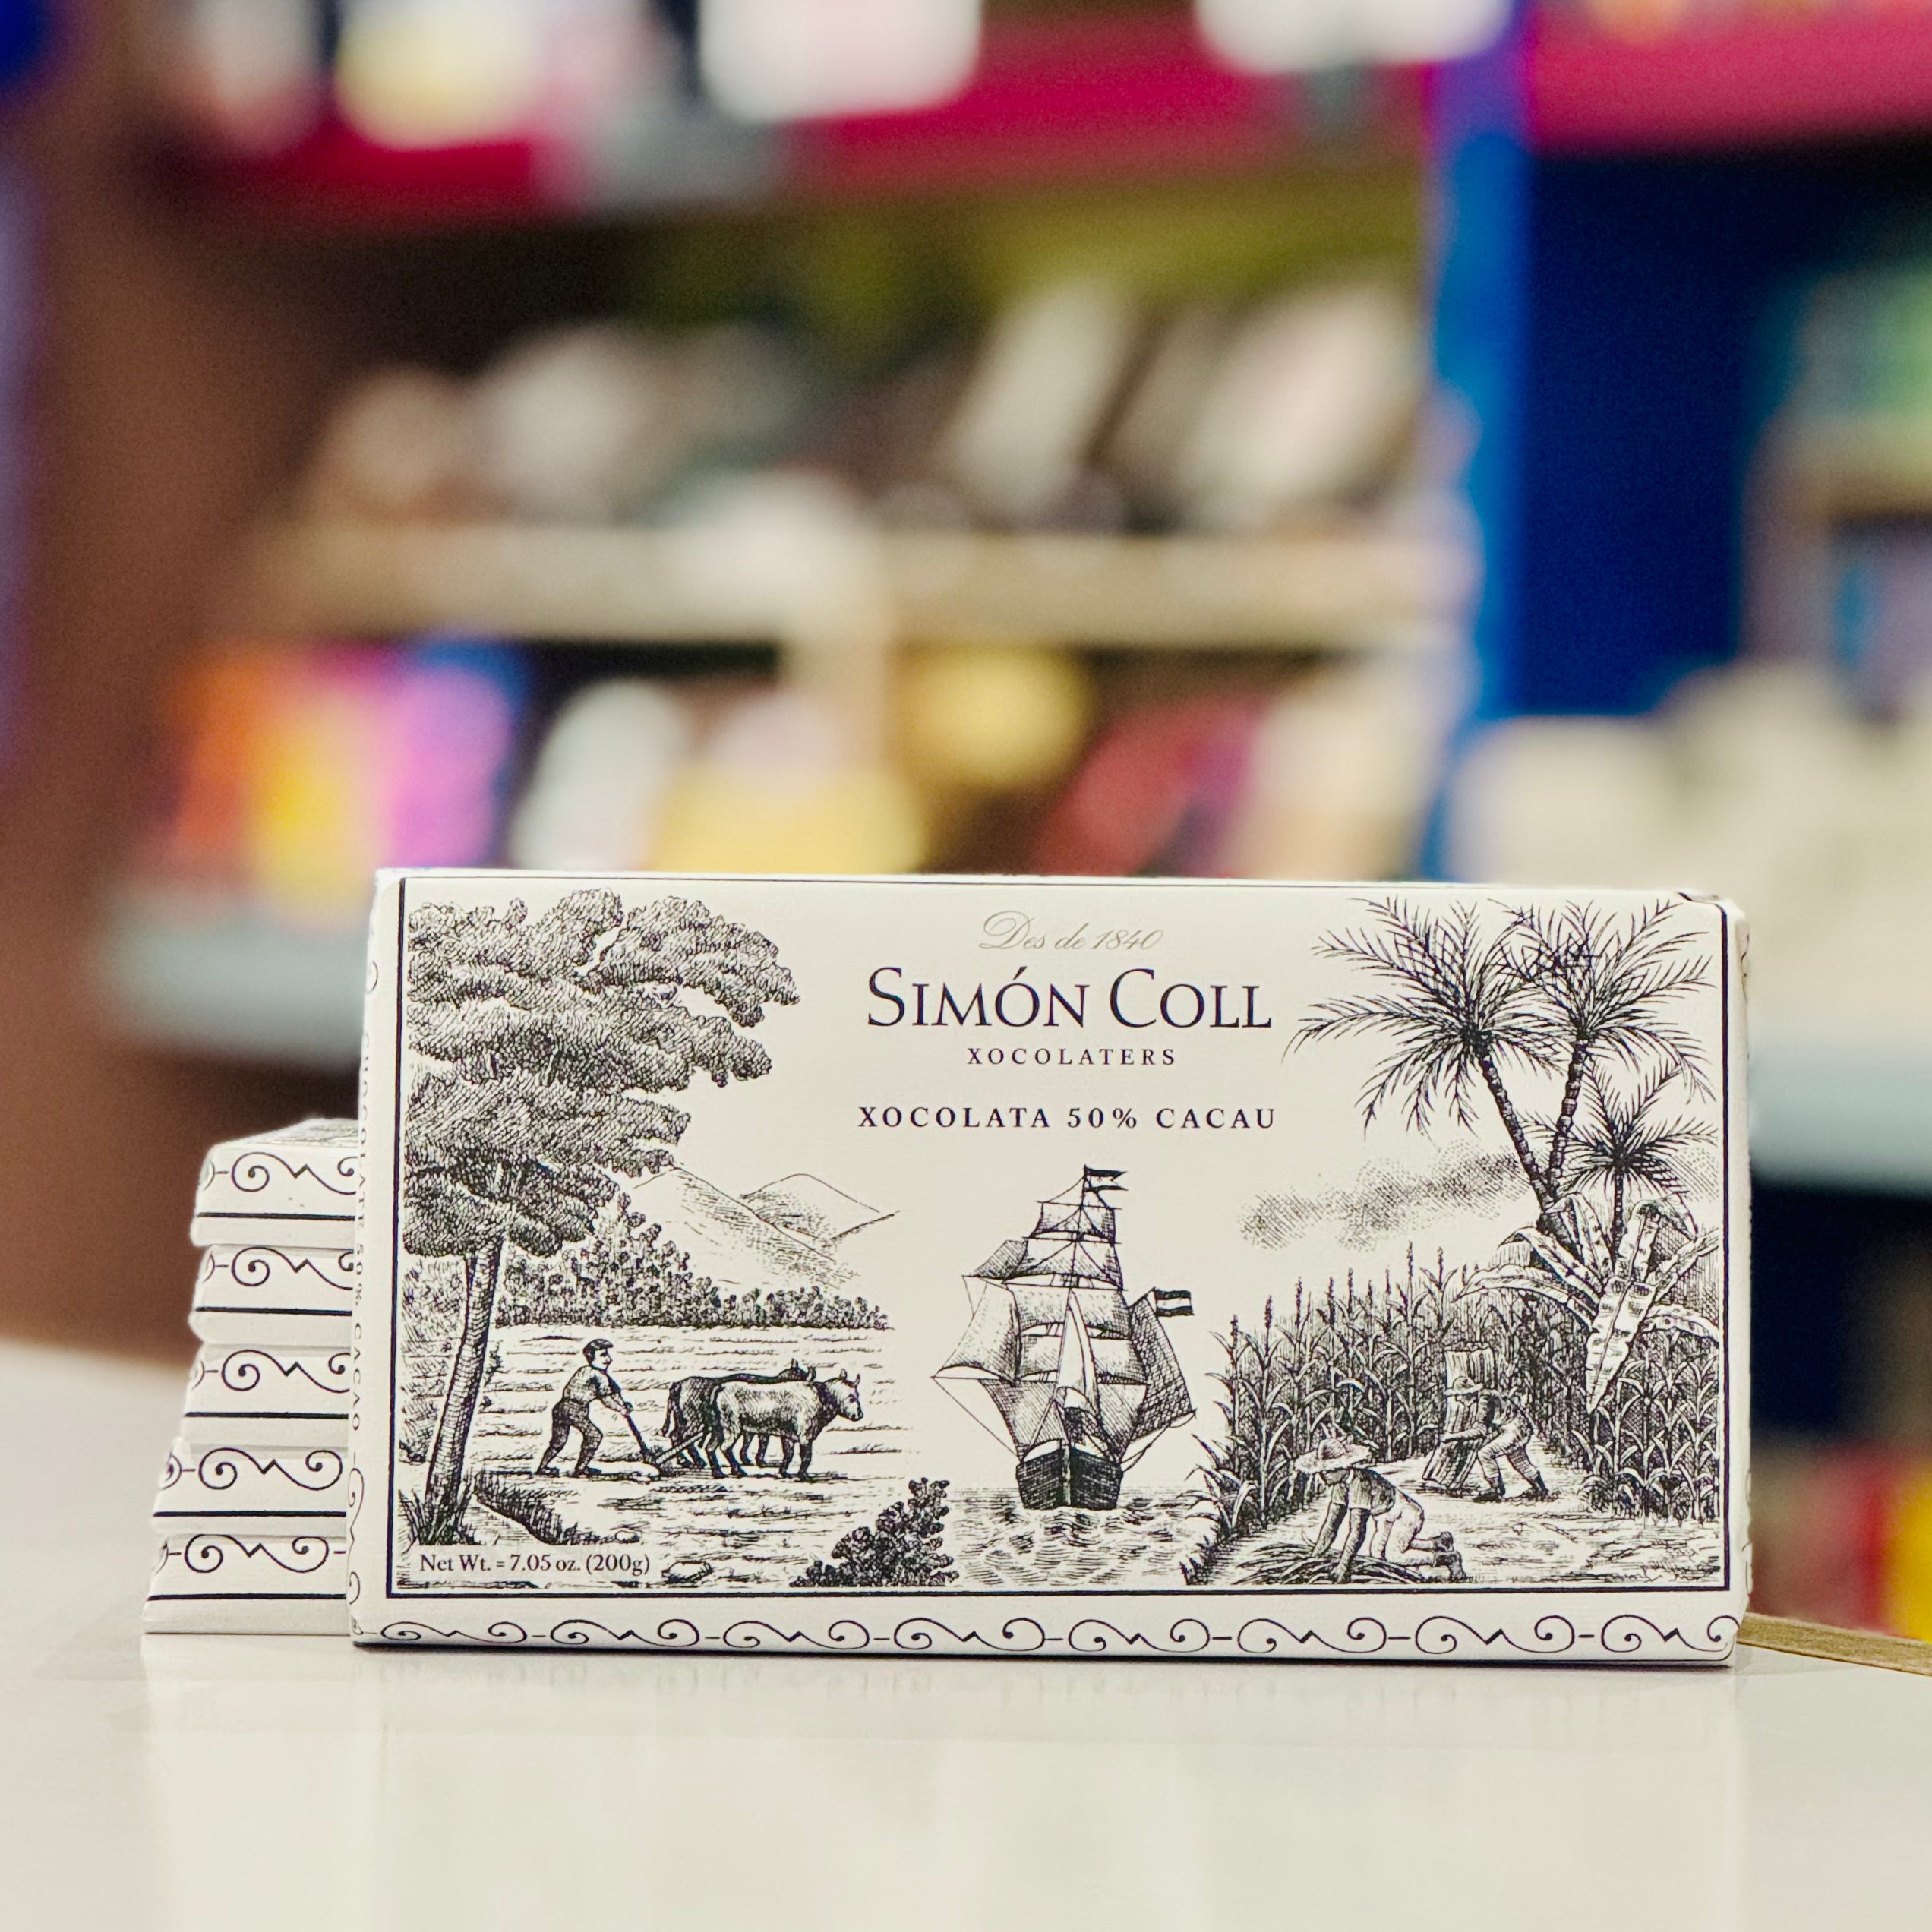 Des de 1840
SIMÓN COLL
XOCOLATERS
XOCOLATA 50% CACAU
Net Wt. = 7.05 oz. (200g)